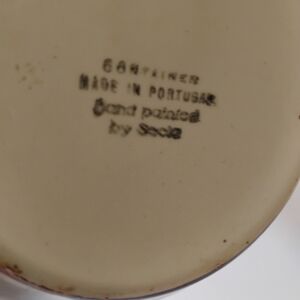 CONTAINER
MADE IN PORTUGAL
Hand painted
by Secla